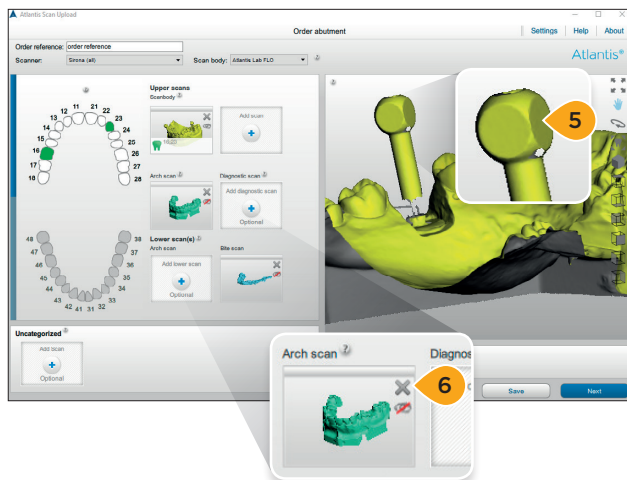 Atlantis Scan Upload
Order abutment
Settings
Help
About
Order reference: order reference
Scanner: Sirona (all)
Scan body: Atlantis Lab FLO
Atlantis®
Upper scans
Scanbody
Add scan
16,23
Arch scan
Diagnostic scan
Add diagnostic scan
Optional
Lower scan(s)
Arch scan
Bite scan
Add lower scan
Optional
11 21
12 22
13 23
14 24
15 25
16 26
17 27
18 28
48 38
47 37
46 36
45 35
44 34
43 33
42 41 31 32
Uncategorized
Add scan
Optional
5
Arch scan
Diagnos
6
Save
Next